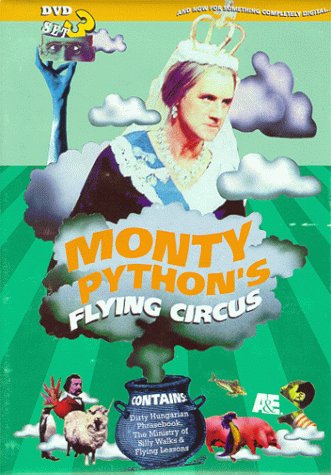 DVD
SET 3
...AND NOW FOR SOMETHING COMPLETELY DIGITAL...
MONTY
PYTHON'S
FLYING CIRCUS
CONTAINS:
Dirty Hungarian
Phrasebook,
The Ministry of
Silly Walks &
Flying Lessons
A&E